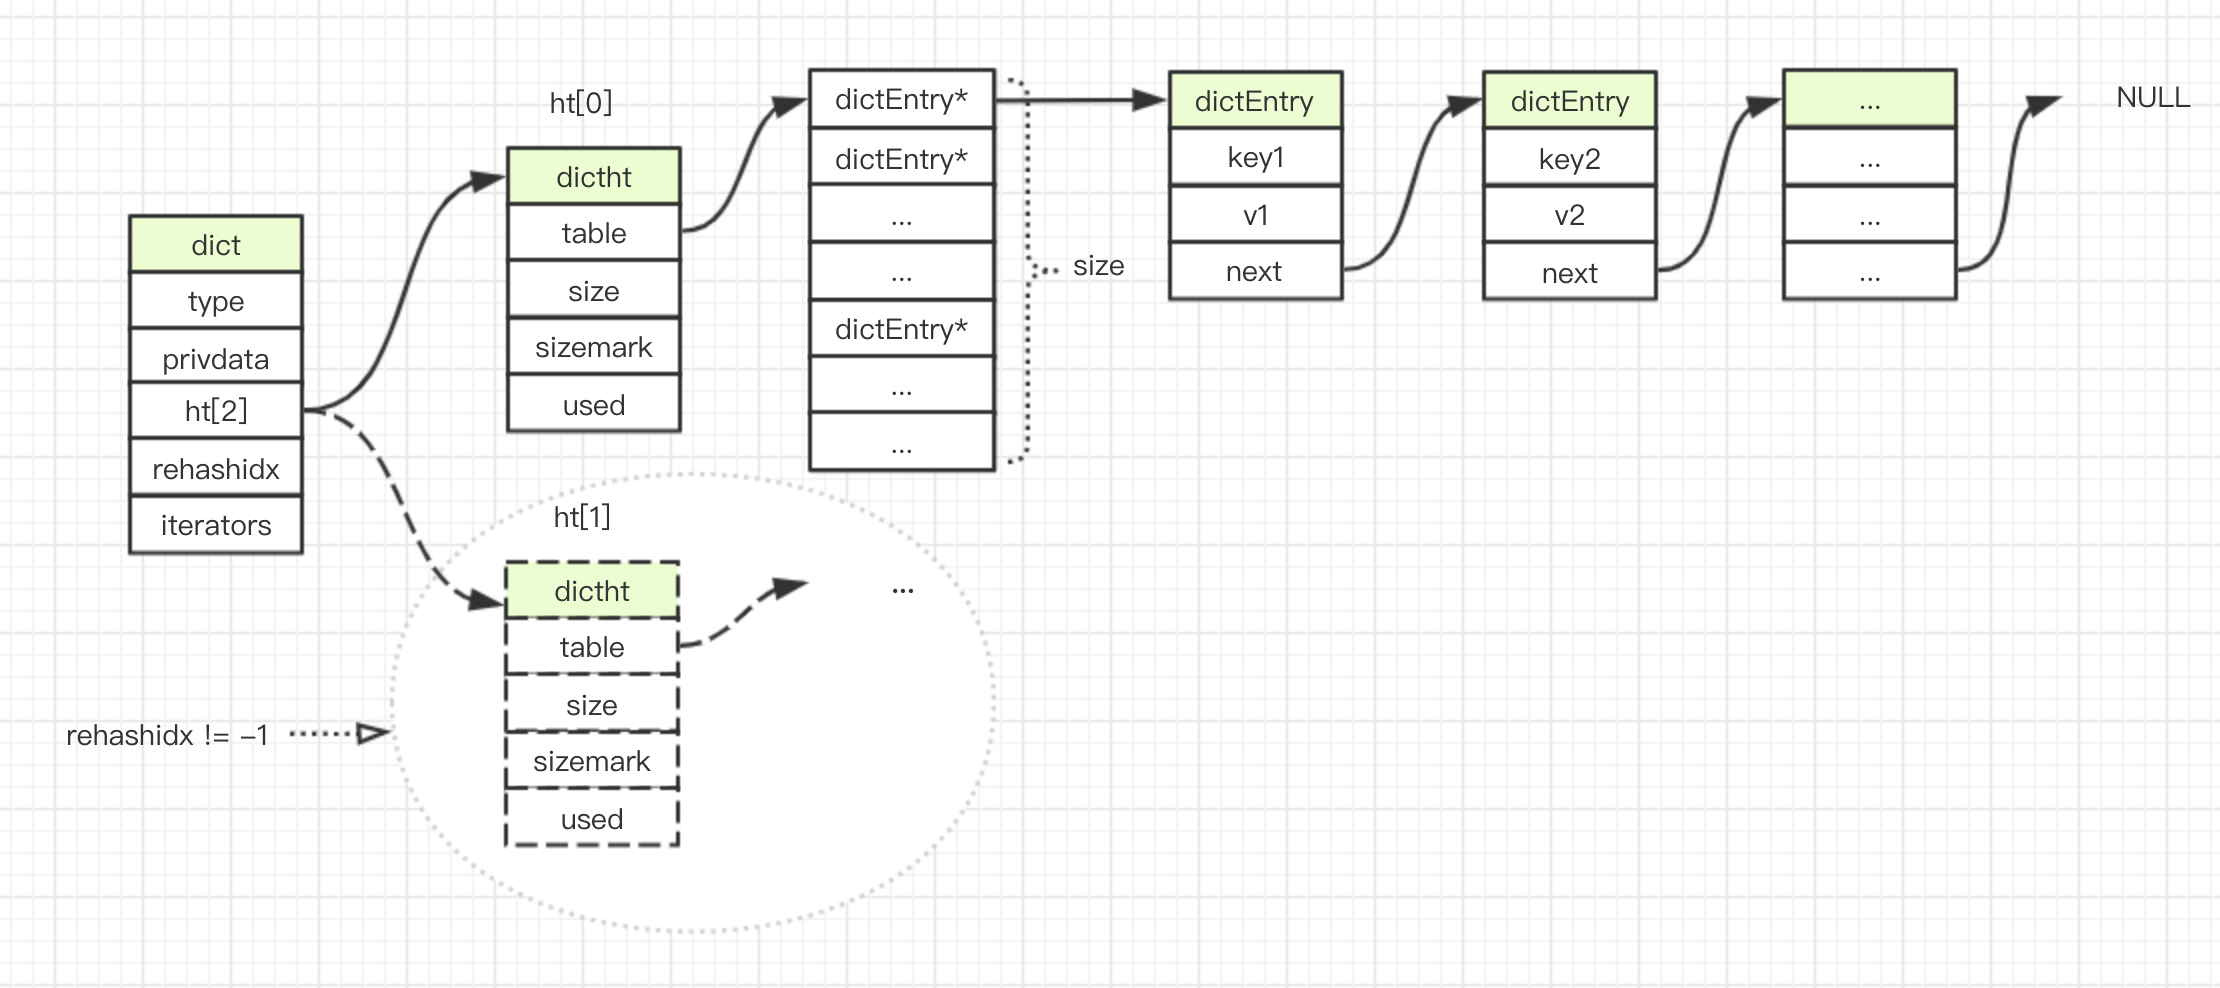 dict
type
privdata
ht[2]
rehashidx
iterators
ht[0]
dictht
table
size
sizemark
used
dictEntry*
dictEntry*
...
...
dictEntry*
...
...
size
dictEntry
key1
v1
next
dictEntry
key2
v2
next
...
...
...
...
NULL
rehashidx != -1
ht[1]
dictht
table
size
sizemark
used
...